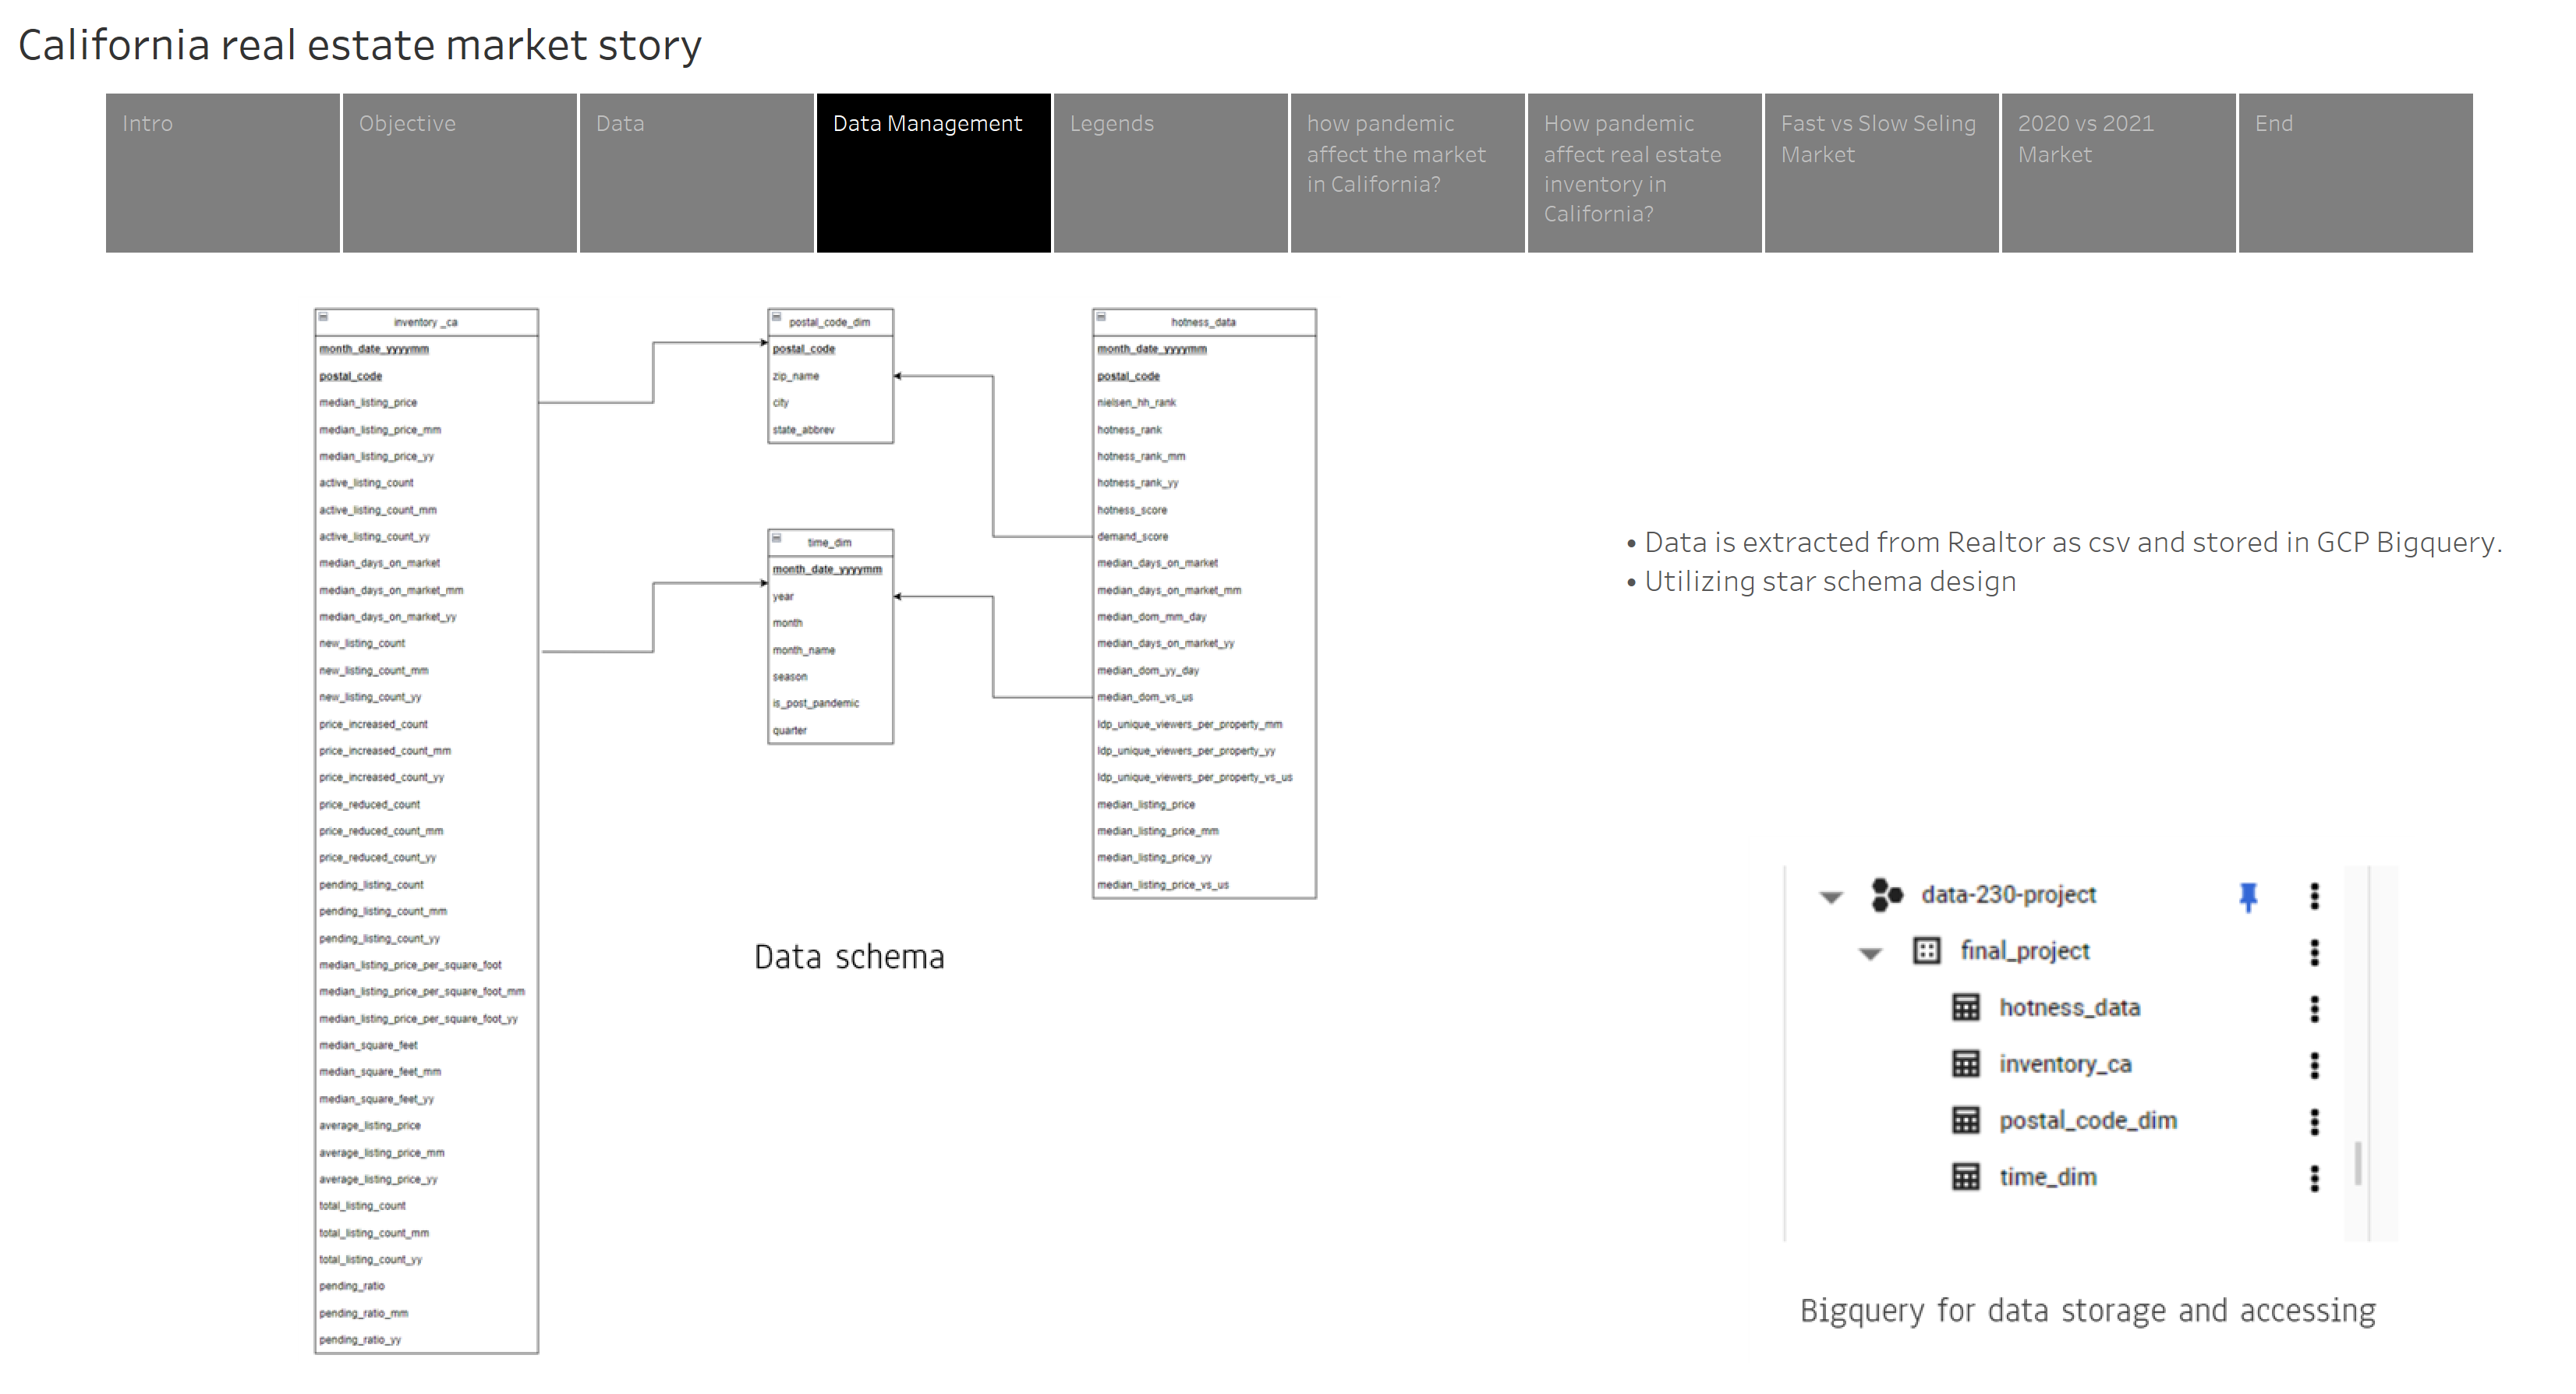 California real estate market story
Intro
Objective
Data
Data Management
Legends
how pandemic
affect the market
in California?
How pandemic
affect real estate
inventory in
California?
Fast vs Slow Seling
Market
2020 vs 2021
Market
End
inventory _ca
month_date_yyyymm
postal_code
median_listing_price
median_listing_price_mm
median_listing_price_yy
active_listing_count
active_listing_count_mm
active_listing_count_yy
median_days_on_market
median_days_on_market_mm
median_days_on_market_yy
new_listing_count
new_listing_count_mm
new_listing_count_yy
price_increased_count
price_increased_count_mm
price_increased_count_yy
price_reduced_count
price_reduced_count_mm
price_reduced_count_yy
pending_listing_count
pending_listing_count_mm
pending_listing_count_yy
median_listing_price_per_square_foot
median_listing_price_per_square_foot_mm
median_listing_price_per_square_foot_yy
median_square_feet
median_square_feet_mm
median_square_feet_yy
average_listing_price
average_listing_price_mm
average_listing_price_yy
total_listing_count
total_listing_count_mm
total_listing_count_yy
pending_ratio
pending_ratio_mm
pending_ratio_yy
postal_code_dim
postal_code
zip_name
city
state_abbrev
time_dim
month_date_yyyymm
year
month
month_name
season
is_post_pandemic
quarter
hotness_data
month_date_yyyymm
postal_code
nielsen_hh_rank
hotness_rank
hotness_rank_mm
hotness_rank_yy
hotness_score
demand_score
median_days_on_market
median_days_on_market_mm
median_dom_mm_day
median_days_on_market_yy
median_dom_yy_day
median_dom_vs_us
ldp_unique_viewers_per_property_mm
ldp_unique_viewers_per_property_yy
ldp_unique_viewers_per_property_vs_us
median_listing_price
median_listing_price_mm
median_listing_price_yy
median_listing_price_vs_us
Data schema
• Data is extracted from Realtor as csv and stored in GCP Bigquery.
• Utilizing star schema design
data-230-project
final_project
hotness_data
inventory_ca
postal_code_dim
time_dim
Bigquery for data storage and accessing